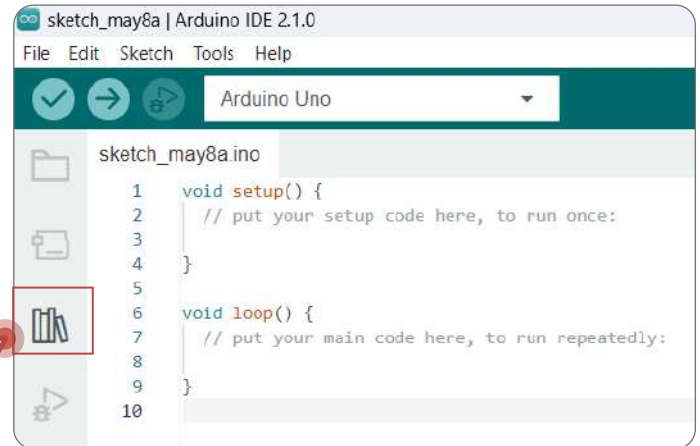 sketch_may8a | Arduino IDE 2.1.0
File Edit Sketch Tools Help
Arduino Uno
sketch_may8a.ino
1 void setup() {
2 // put your setup code here, to run once:
3
4 }
5
6 void loop() {
7 // put your main code here, to run repeatedly:
8
9 }
10